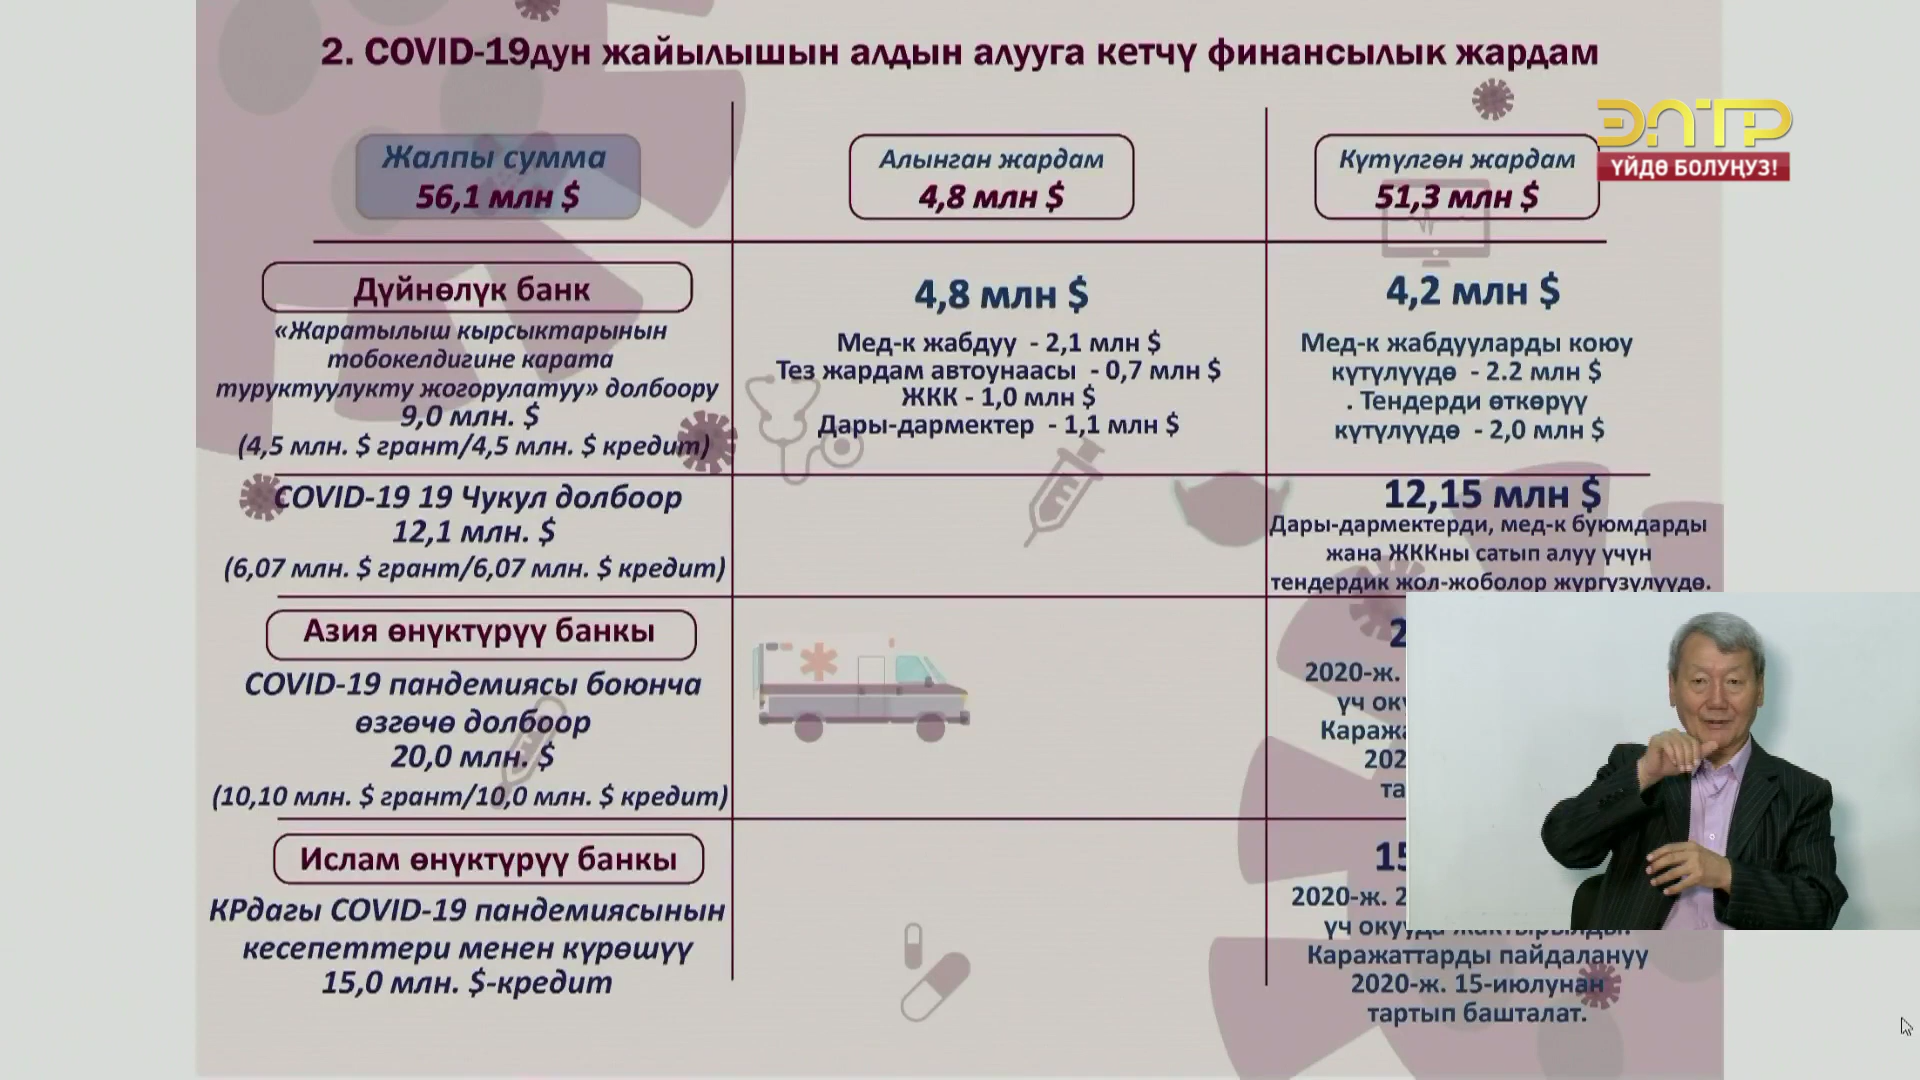 2. COVID-19дун жайылышын алдын алууга кетчү финансылык жардам
ЭЛТР
ҮЙДӨ БОЛУҢУЗ!
Жалпы сумма
56,1 млн $
Алынган жардам
4,8 млн $
Күтүлгөн жардам
51,3 млн $
Дүйнөлүк банк
«Жаратылыш кырсыктарынын
тобокелдигине карата
туруктуулукту жогорулатуу» долбоору
9,0 млн. $
(4,5 млн. $ грант/4,5 млн. $ кредит)
4,8 млн $
Мед-к жабдуу - 2,1 млн $
Тез жардам автоунаасы - 0,7 млн $
ЖКК - 1,0 млн $
Дары-дармектер - 1,1 млн $
4,2 млн $
Мед-к жабдууларды коюу
күтүлүүдө - 2.2 млн $
. Тендерди өткөрүү
күтүлүүдө - 2,0 млн $
COVID-19 19 Чукул долбоор
12,1 млн. $
(6,07 млн. $ грант/6,07 млн. $ кредит)
12,15 млн $
Дары-дармектерди, мед-к буюмдарды
жана ЖККны сатып алуу үчүн
тендердик жол-жоболор жүргүзүлүүдө.
Азия өнүктүрүү банкы
COVID-19 пандемиясы боюнча
өзгөчө долбоор
20,0 млн. $
(10,10 млн. $ грант/10,0 млн. $ кредит)
2020-ж.
үч
Ислам өнүктүрүү банкы
КРдагы COVID-19 пандемиясынын
кесепеттери менен күрөшүү
15,0 млн. $-кредит
15
2020-ж. 2
үч окууда жактырылды.
Каражаттарды пайдалануу
2020-ж. 15-июлунан
тартып башталат.